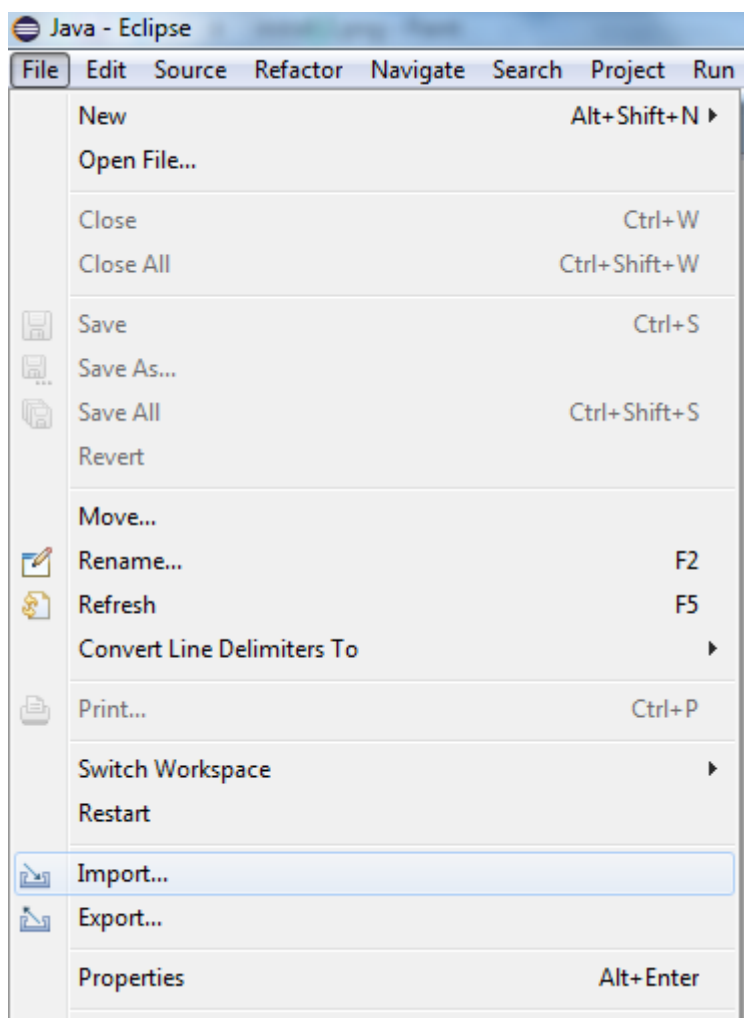 Java - Eclipse
File Edit Source Refactor Navigate Search Project Run
New Alt+Shift+N
Open File...
Close Ctrl+W
Close All Ctrl+Shift+W
Save Ctrl+S
Save As...
Save All Ctrl+Shift+S
Revert
Move...
Rename... F2
Refresh F5
Convert Line Delimiters To
Print... Ctrl+P
Switch Workspace
Restart
Import...
Export...
Properties Alt+Enter